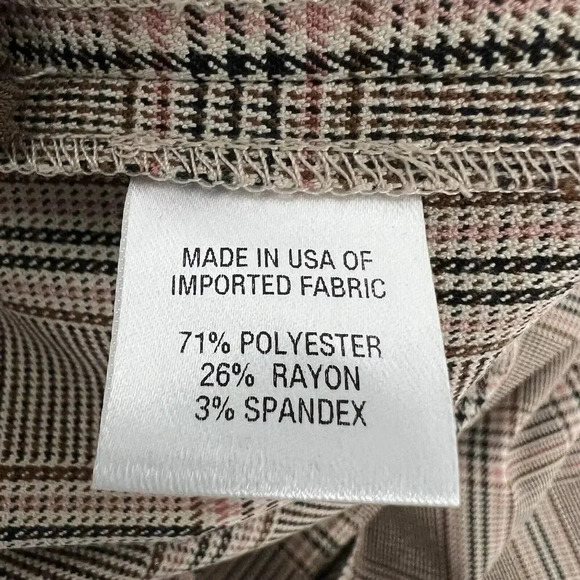 MADE IN USA OF
IMPORTED FABRIC
71% POLYESTER
26% RAYON
3% SPANDEX